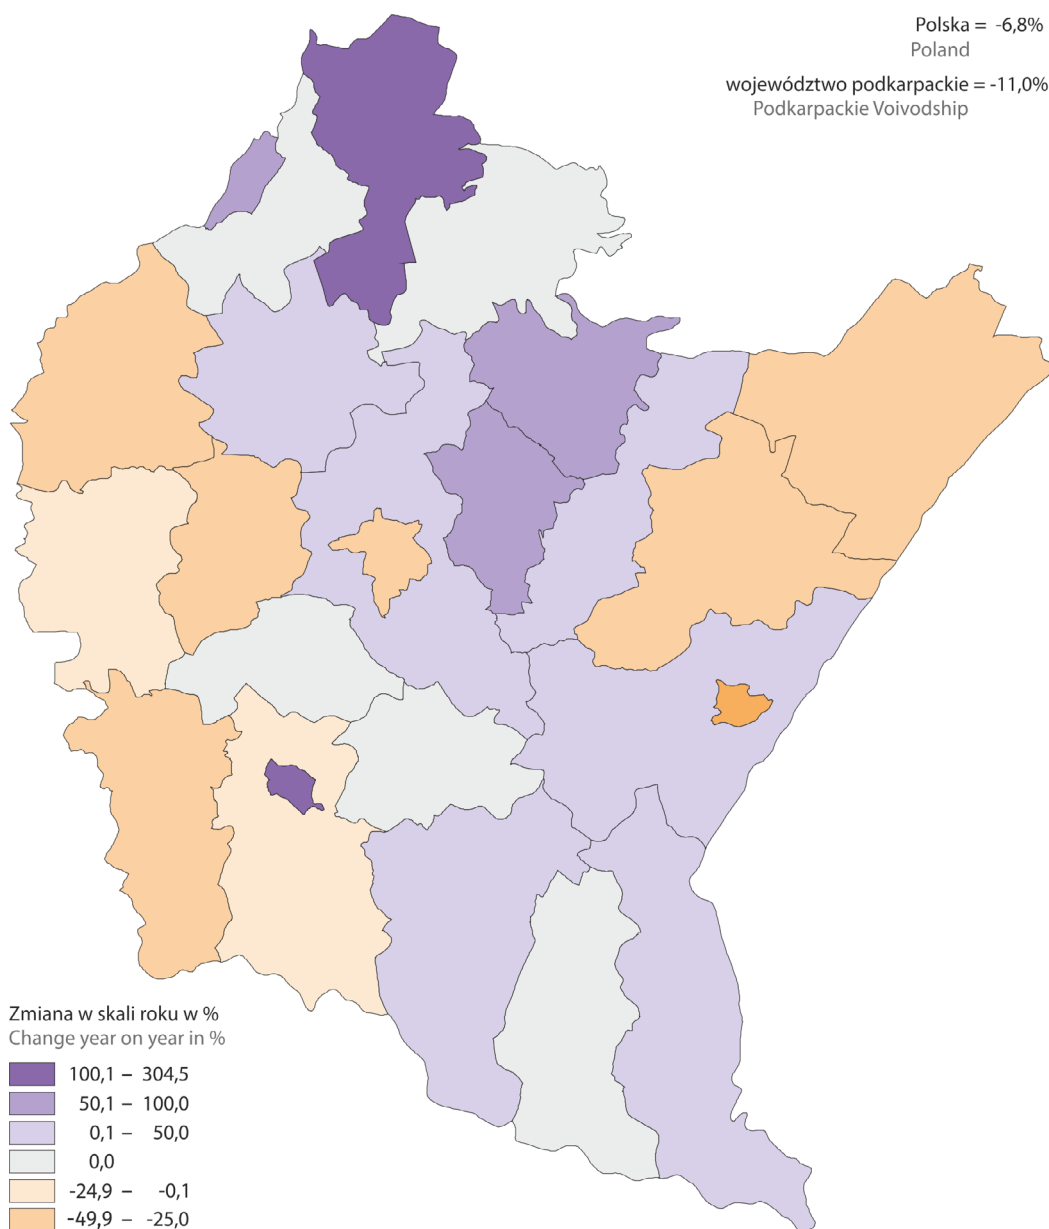 Polska = -6,8%
Poland
województwo podkarpackie = -11,0%
Podkarpackie Voivodship
Zmiana w skali roku w %
Change year on year in %
100,1 – 304,5
50,1 – 100,0
0,1 – 50,0
0,0
-24,9 – -0,1
-49,9 – -25,0